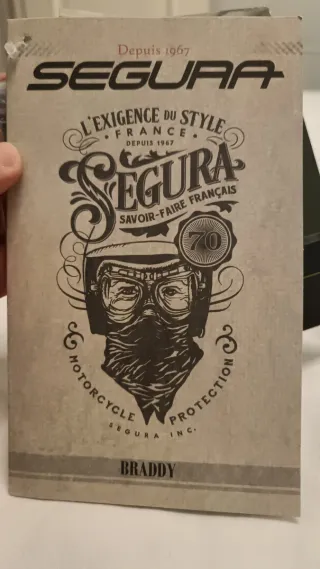 Depuis 1967
SEGURA
L'EXIGENCE DU STYLE
FRANCE
DEPUIS 1967
SEGURA
SAVOIR-FAIRE FRANÇAIS
70
MOTORCYCLE PROTECTION
SEGURA INC.
BRADDY